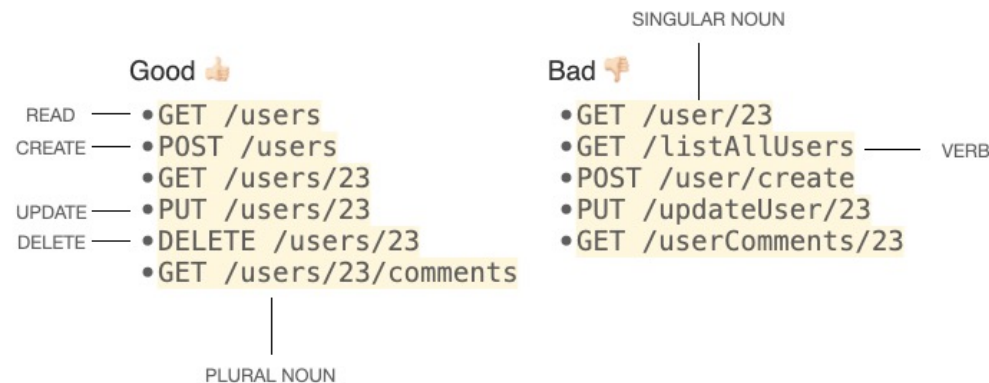 SINGULAR NOUN
Good 👍🏻
READ
•GET /users
CREATE
•POST /users
•GET /users/23
UPDATE
•PUT /users/23
DELETE
•DELETE /users/23
•GET /users/23/comments
PLURAL NOUN
Bad 👎🏻
•GET /user/23
•GET /listAllUsers
VERB
•POST /user/create
•PUT /updateUser/23
•GET /userComments/23